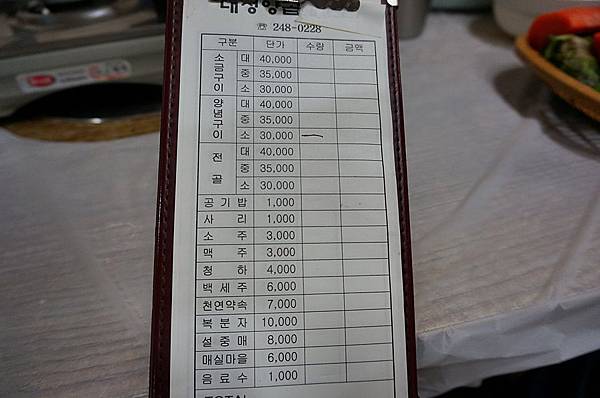 ☏ 248-0228
구분 단가 수량 금액
소금구이 대 40,000
중 35,000
소 30,000
양념구이 대 40,000
중 35,000
소 30,000
전골 대 40,000
중 35,000
소 30,000
공기밥 1,000
사리 1,000
소주 3,000
맥주 3,000
청하 4,000
백세주 6,000
천연약속 7,000
복분자 10,000
설중매 8,000
매실마을 6,000
음료수 1,000
TOTAL